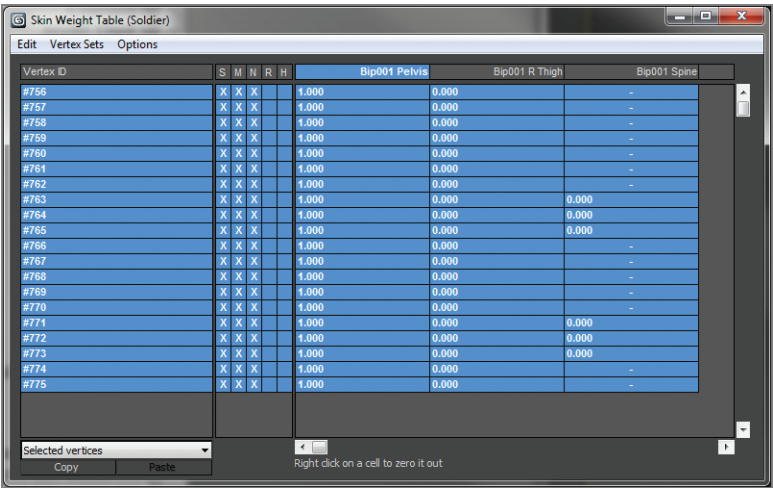 Skin Weight Table (Soldier)
Edit Vertex Sets Options
Vertex ID S M N R H Bip001 Pelvis Bip001 R Thigh Bip001 Spine
#756 X X X 1.000 0.000 -
#757 X X X 1.000 0.000 -
#758 X X X 1.000 0.000 -
#759 X X X 1.000 0.000 -
#760 X X X 1.000 0.000 -
#761 X X X 1.000 0.000 -
#762 X X X 1.000 0.000 -
#763 X X X 1.000 0.000 0.000
#764 X X X 1.000 0.000 0.000
#765 X X X 1.000 0.000 0.000
#766 X X X 1.000 0.000 -
#767 X X X 1.000 0.000 -
#768 X X X 1.000 0.000 -
#769 X X X 1.000 0.000 -
#770 X X X 1.000 0.000 -
#771 X X X 1.000 0.000 0.000
#772 X X X 1.000 0.000 0.000
#773 X X X 1.000 0.000 0.000
#774 X X X 1.000 0.000 -
#775 X X X 1.000 0.000 -
Selected vertices
Copy Paste
Right click on a cell to zero it out